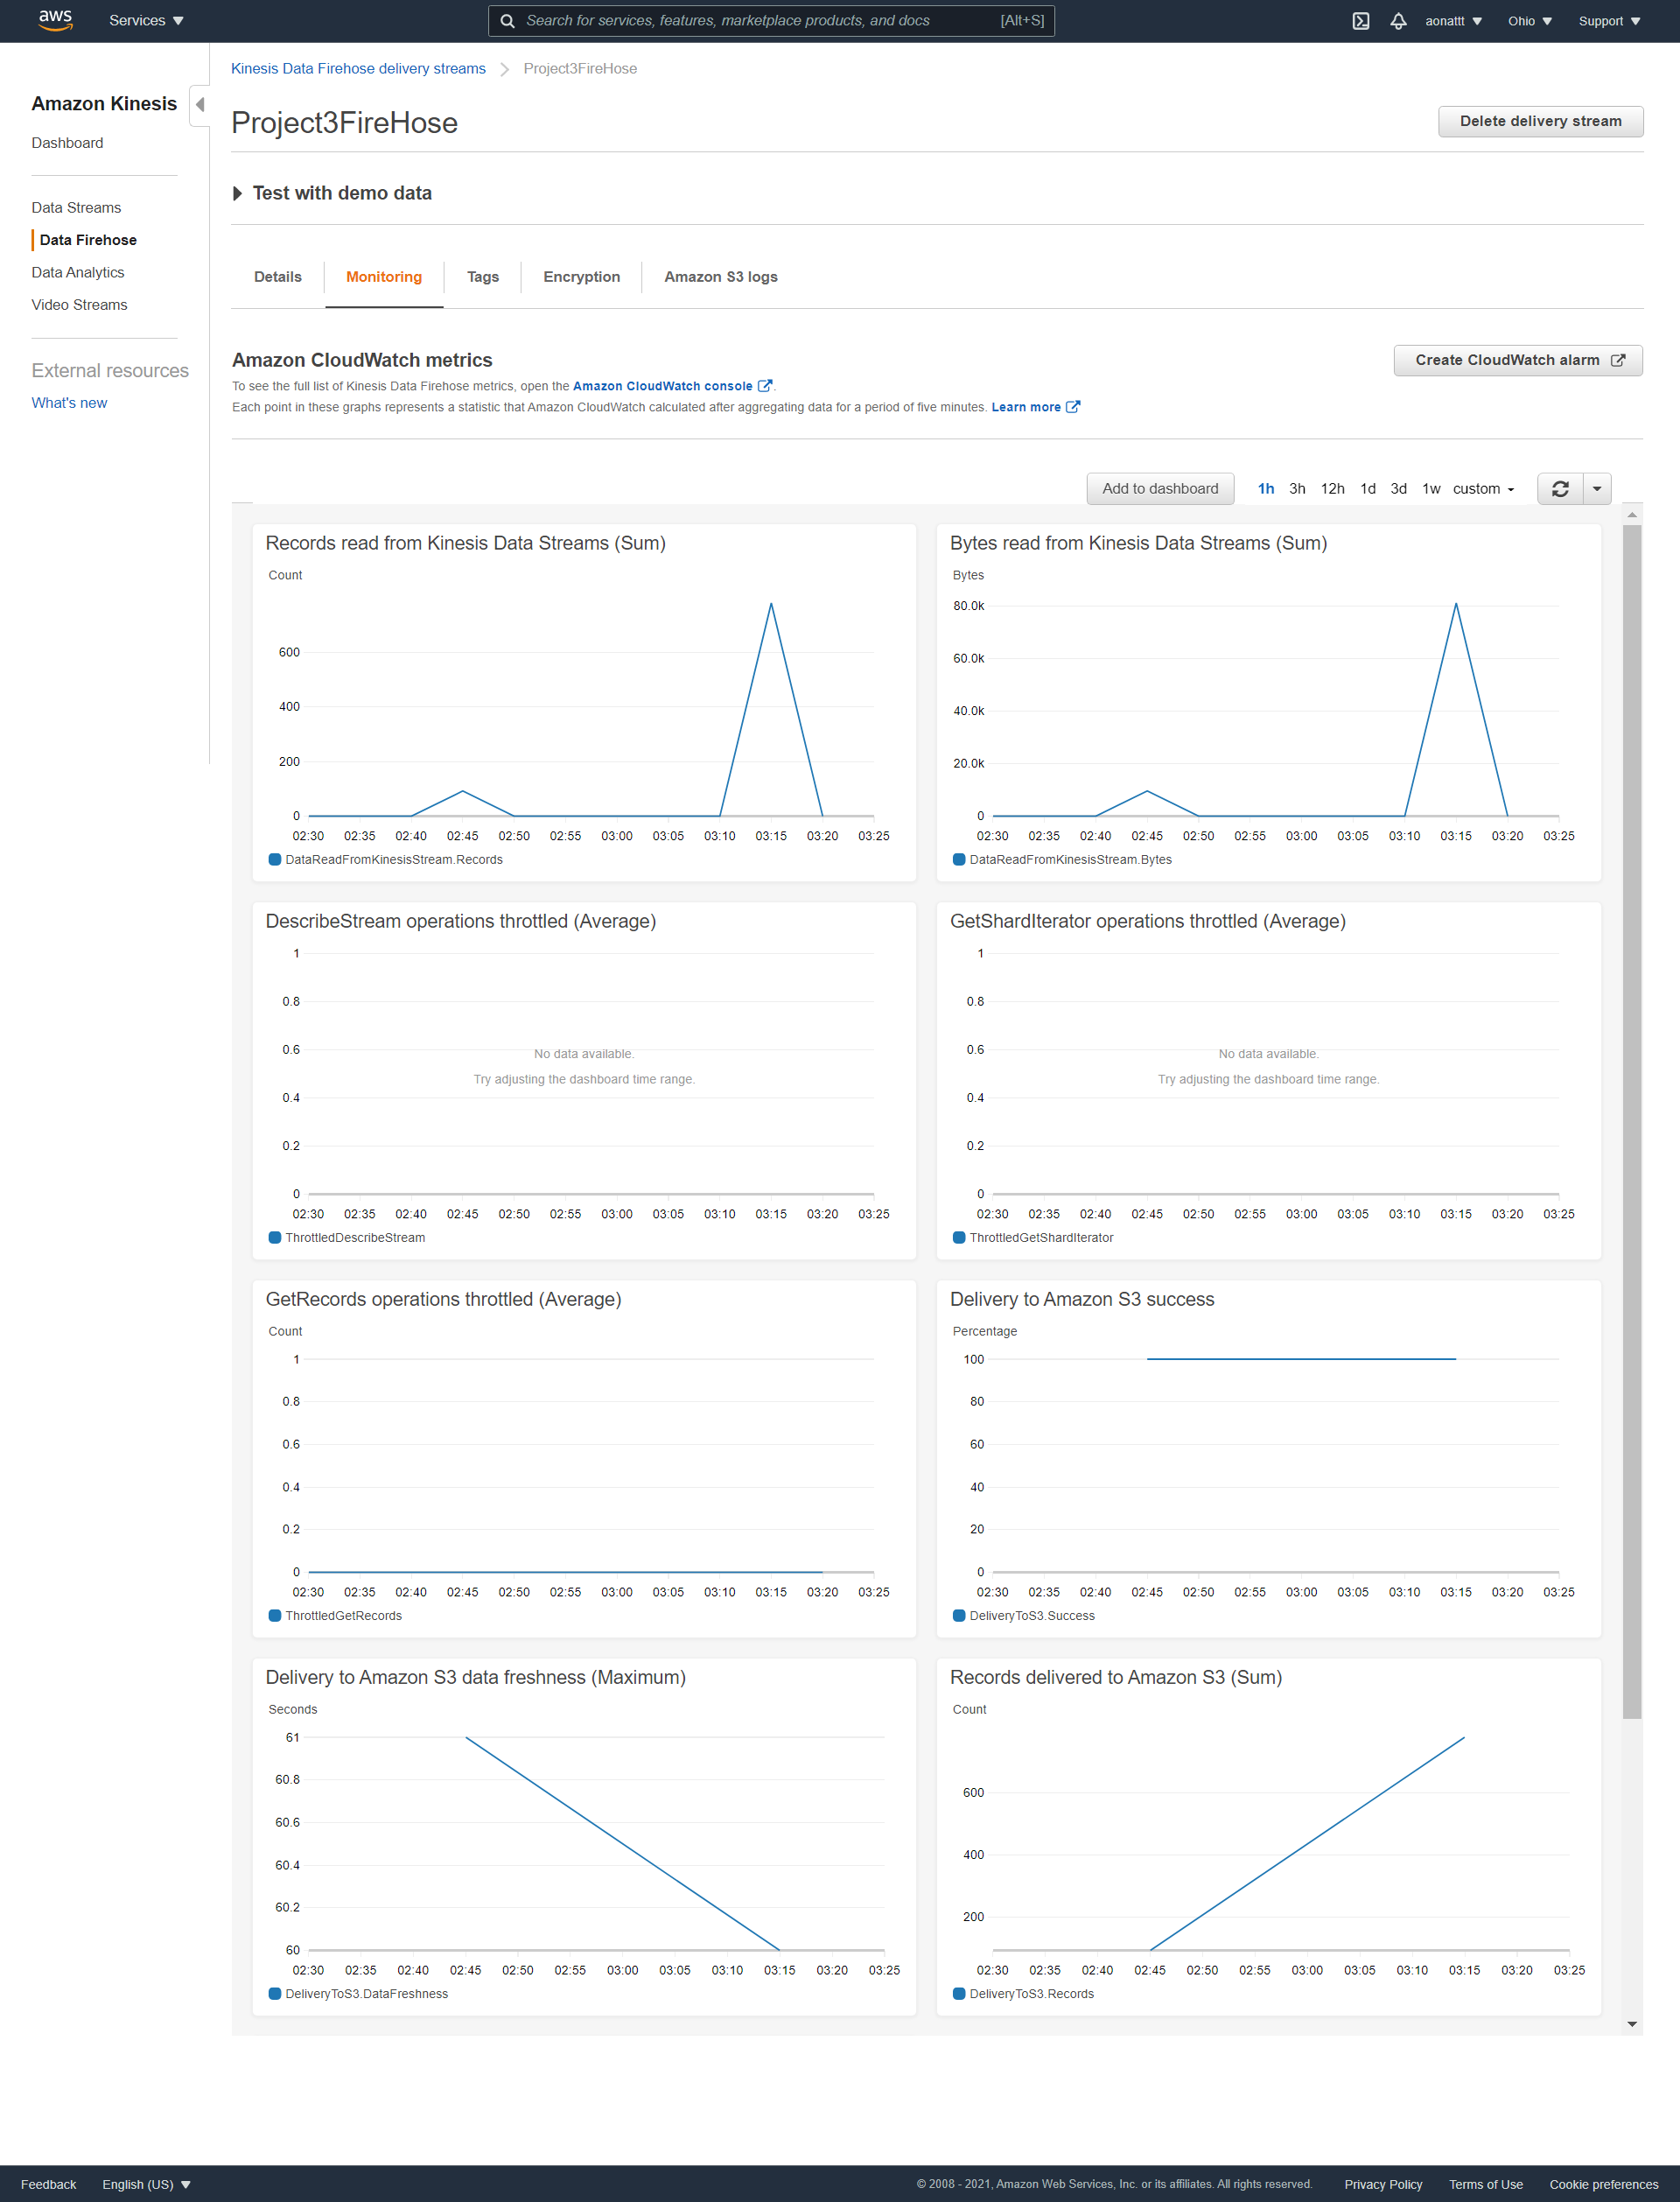 aws Services Search for services, features, marketplace products, and docs [Alt+S] aonattt Ohio Support
Kinesis Data Firehose delivery streams Project3FireHose
Amazon Kinesis
Dashboard
Data Streams
Data Firehose
Data Analytics
Video Streams
External resources
What's new
Project3FireHose Delete delivery stream
Test with demo data
Details Monitoring Tags Encryption Amazon S3 logs
Amazon CloudWatch metrics Create CloudWatch alarm
To see the full list of Kinesis Data Firehose metrics, open the Amazon CloudWatch console .
Each point in these graphs represents a statistic that Amazon CloudWatch calculated after aggregating data for a period of five minutes. Learn more
Add to dashboard 1h 3h 12h 1d 3d 1w custom
Records read from Kinesis Data Streams (Sum)
Count
600
400
200
0
02:30 02:35 02:40 02:45 02:50 02:55 03:00 03:05 03:10 03:15 03:20 03:25
DataReadFromKinesisStream.Records
Bytes read from Kinesis Data Streams (Sum)
Bytes
80.0k
60.0k
40.0k
20.0k
0
02:30 02:35 02:40 02:45 02:50 02:55 03:00 03:05 03:10 03:15 03:20 03:25
DataReadFromKinesisStream.Bytes
DescribeStream operations throttled (Average)
1
0.8
0.6
No data available.
Try adjusting the dashboard time range.
0.4
0.2
0
02:30 02:35 02:40 02:45 02:50 02:55 03:00 03:05 03:10 03:15 03:20 03:25
ThrottledDescribeStream
GetShardIterator operations throttled (Average)
1
0.8
0.6
No data available.
Try adjusting the dashboard time range.
0.4
0.2
0
02:30 02:35 02:40 02:45 02:50 02:55 03:00 03:05 03:10 03:15 03:20 03:25
ThrottledGetShardIterator
GetRecords operations throttled (Average)
Count
1
0.8
0.6
0.4
0.2
0
02:30 02:35 02:40 02:45 02:50 02:55 03:00 03:05 03:10 03:15 03:20 03:25
ThrottledGetRecords
Delivery to Amazon S3 success
Percentage
100
80
60
40
20
0
02:30 02:35 02:40 02:45 02:50 02:55 03:00 03:05 03:10 03:15 03:20 03:25
DeliveryToS3.Success
Delivery to Amazon S3 data freshness (Maximum)
Seconds
61
60.8
60.6
60.4
60.2
60
02:30 02:35 02:40 02:45 02:50 02:55 03:00 03:05 03:10 03:15 03:20 03:25
DeliveryToS3.DataFreshness
Records delivered to Amazon S3 (Sum)
Count
600
400
200
02:30 02:35 02:40 02:45 02:50 02:55 03:00 03:05 03:10 03:15 03:20 03:25
DeliveryToS3.Records
Feedback English (US) © 2008 - 2021, Amazon Web Services, Inc. or its affiliates. All rights reserved. Privacy Policy Terms of Use Cookie preferences